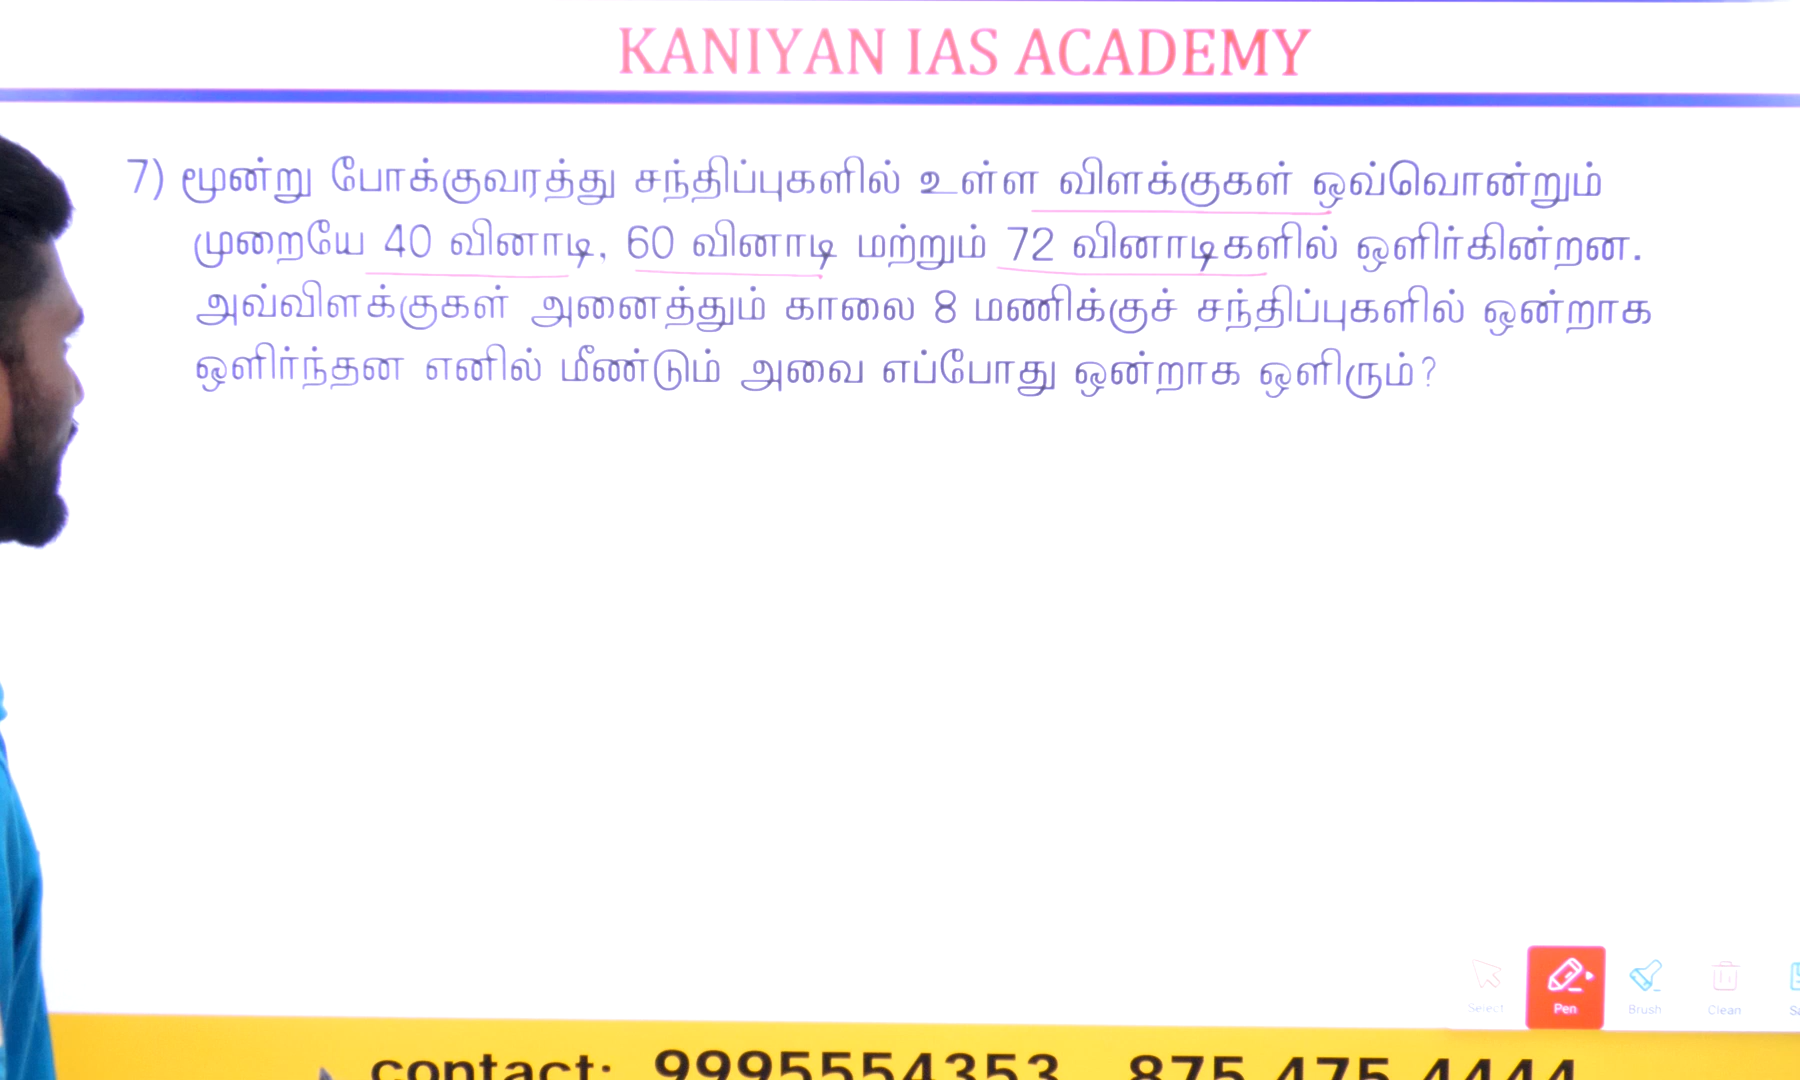 KANIYAN IAS ACADEMY
7) மூன்று போக்குவரத்து சந்திப்புகளில் உள்ள விளக்குகள் ஒவ்வொன்றும்
முறையே 40 வினாடி, 60 வினாடி மற்றும் 72 வினாடிகளில் ஒளிர்கின்றன.
அவ்விளக்குகள் அனைத்தும் காலை 8 மணிக்குச் சந்திப்புகளில் ஒன்றாக
ஒளிர்ந்தன எனில் மீண்டும் அவை எப்போது ஒன்றாக ஒளிரும்?
Select Pen Brush Clean
contact: 9995554353 875 475 4444